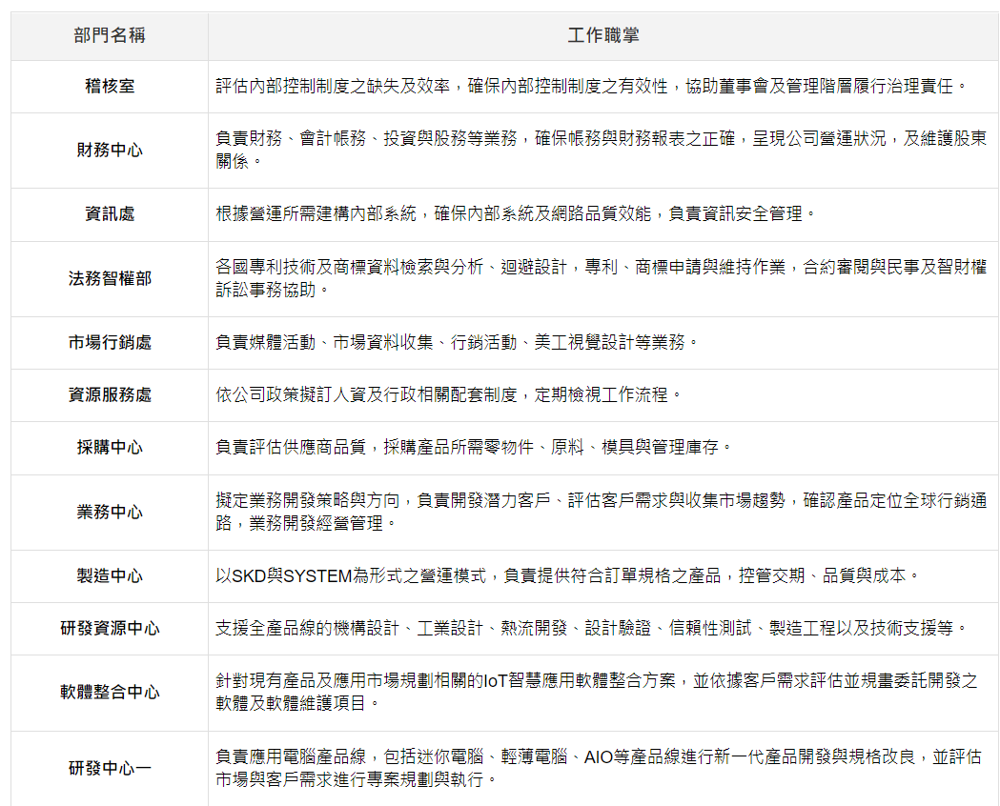 部門名稱
工作職掌
稽核室
評估內部控制制度之缺失及效率，確保內部控制制度之有效性，協助董事會及管理階層履行治理責任。
財務中心
負責財務、會計帳務、投資與股務等業務，確保帳務與財務報表之正確，呈現公司營運狀況，及維護股東
關係。
資訊處
根據營運所需建構內部系統，確保內部系統及網路品質效能，負責資訊安全管理。
法務智權部
各國專利技術及商標資料檢索與分析、迴避設計，專利、商標申請與維持作業，合約審閱與民事及智財權
訴訟事務協助。
市場行銷處
負責媒體活動、市場資料收集、行銷活動、美工視覺設計等業務。
資源服務處
依公司政策擬訂人資及行政相關配套制度，定期檢視工作流程。
採購中心
負責評估供應商品質，採購產品所需零物件、原料、模具與管理庫存。
業務中心
擬定業務開發策略與方向，負責開發潛力客戶、評估客戶需求與收集市場趨勢，確認產品定位全球行銷通
路，業務開發經營管理。
製造中心
以SKD與SYSTEM為形式之營運模式，負責提供符合訂單規格之產品，控管交期、品質與成本。
研發資源中心
支援全產品線的機構設計、工業設計、熱流開發、設計驗證、信賴性測試、製造工程以及技術支援等。
軟體整合中心
針對現有產品及應用市場規劃相關的IoT智慧應用軟體整合方案，並依據客戶需求評估並規畫委託開發之
軟體及軟體維護項目。
研發中心一
負責應用電腦產品線，包括迷你電腦、輕薄電腦、AIO等產品線進行新一代產品開發與規格改良，並評估
市場與客戶需求進行專案規劃與執行。